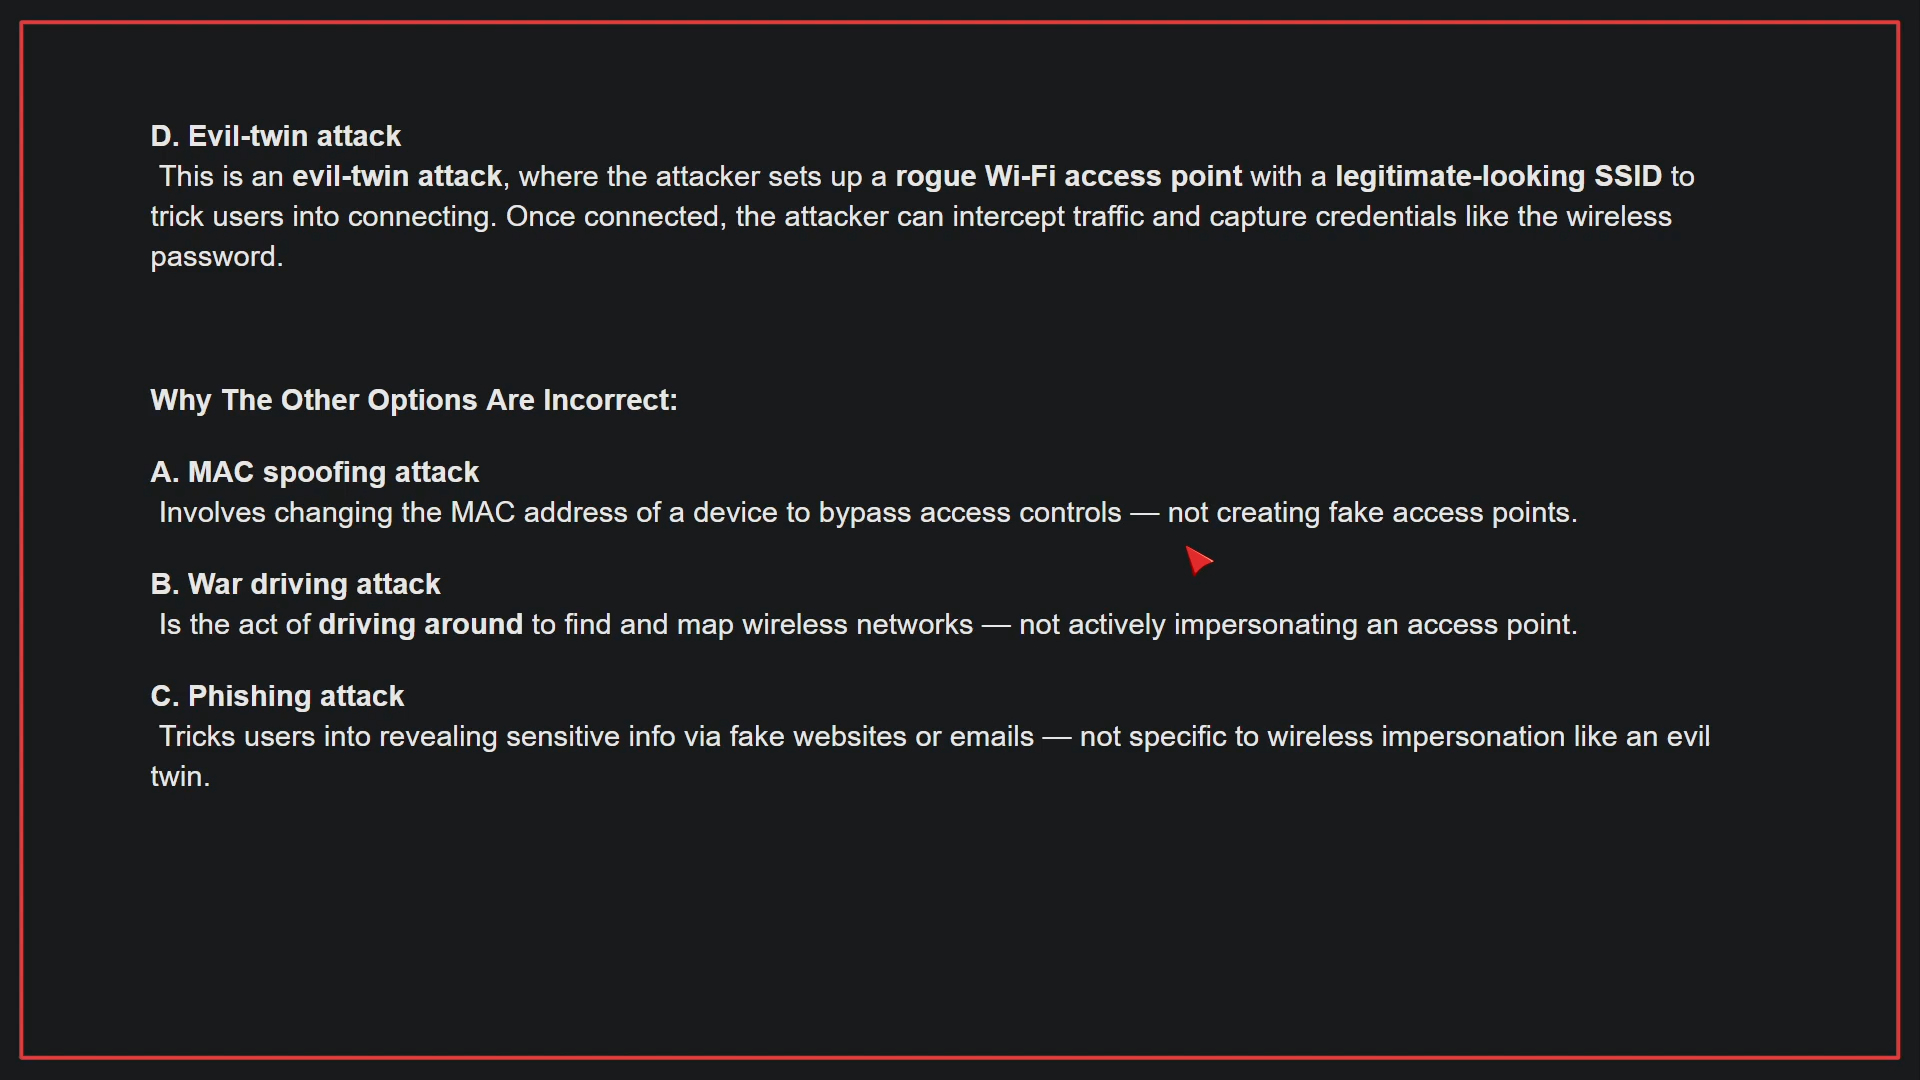 D. Evil-twin attack
This is an evil-twin attack, where the attacker sets up a rogue Wi-Fi access point with a legitimate-looking SSID to
trick users into connecting. Once connected, the attacker can intercept traffic and capture credentials like the wireless
password.
Why The Other Options Are Incorrect:
A. MAC spoofing attack
Involves changing the MAC address of a device to bypass access controls — not creating fake access points.
B. War driving attack
Is the act of driving around to find and map wireless networks — not actively impersonating an access point.
C. Phishing attack
Tricks users into revealing sensitive info via fake websites or emails — not specific to wireless impersonation like an evil
twin.